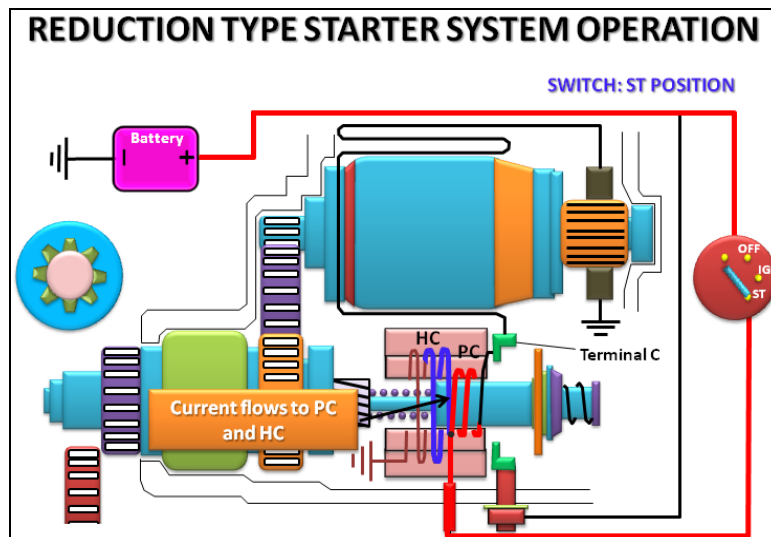 REDUCTION TYPE STARTER SYSTEM OPERATION
SWITCH: ST POSITION
Battery
- +
OFF
IG
ST
HC
PC
Terminal C
Current flows to PC
and HC